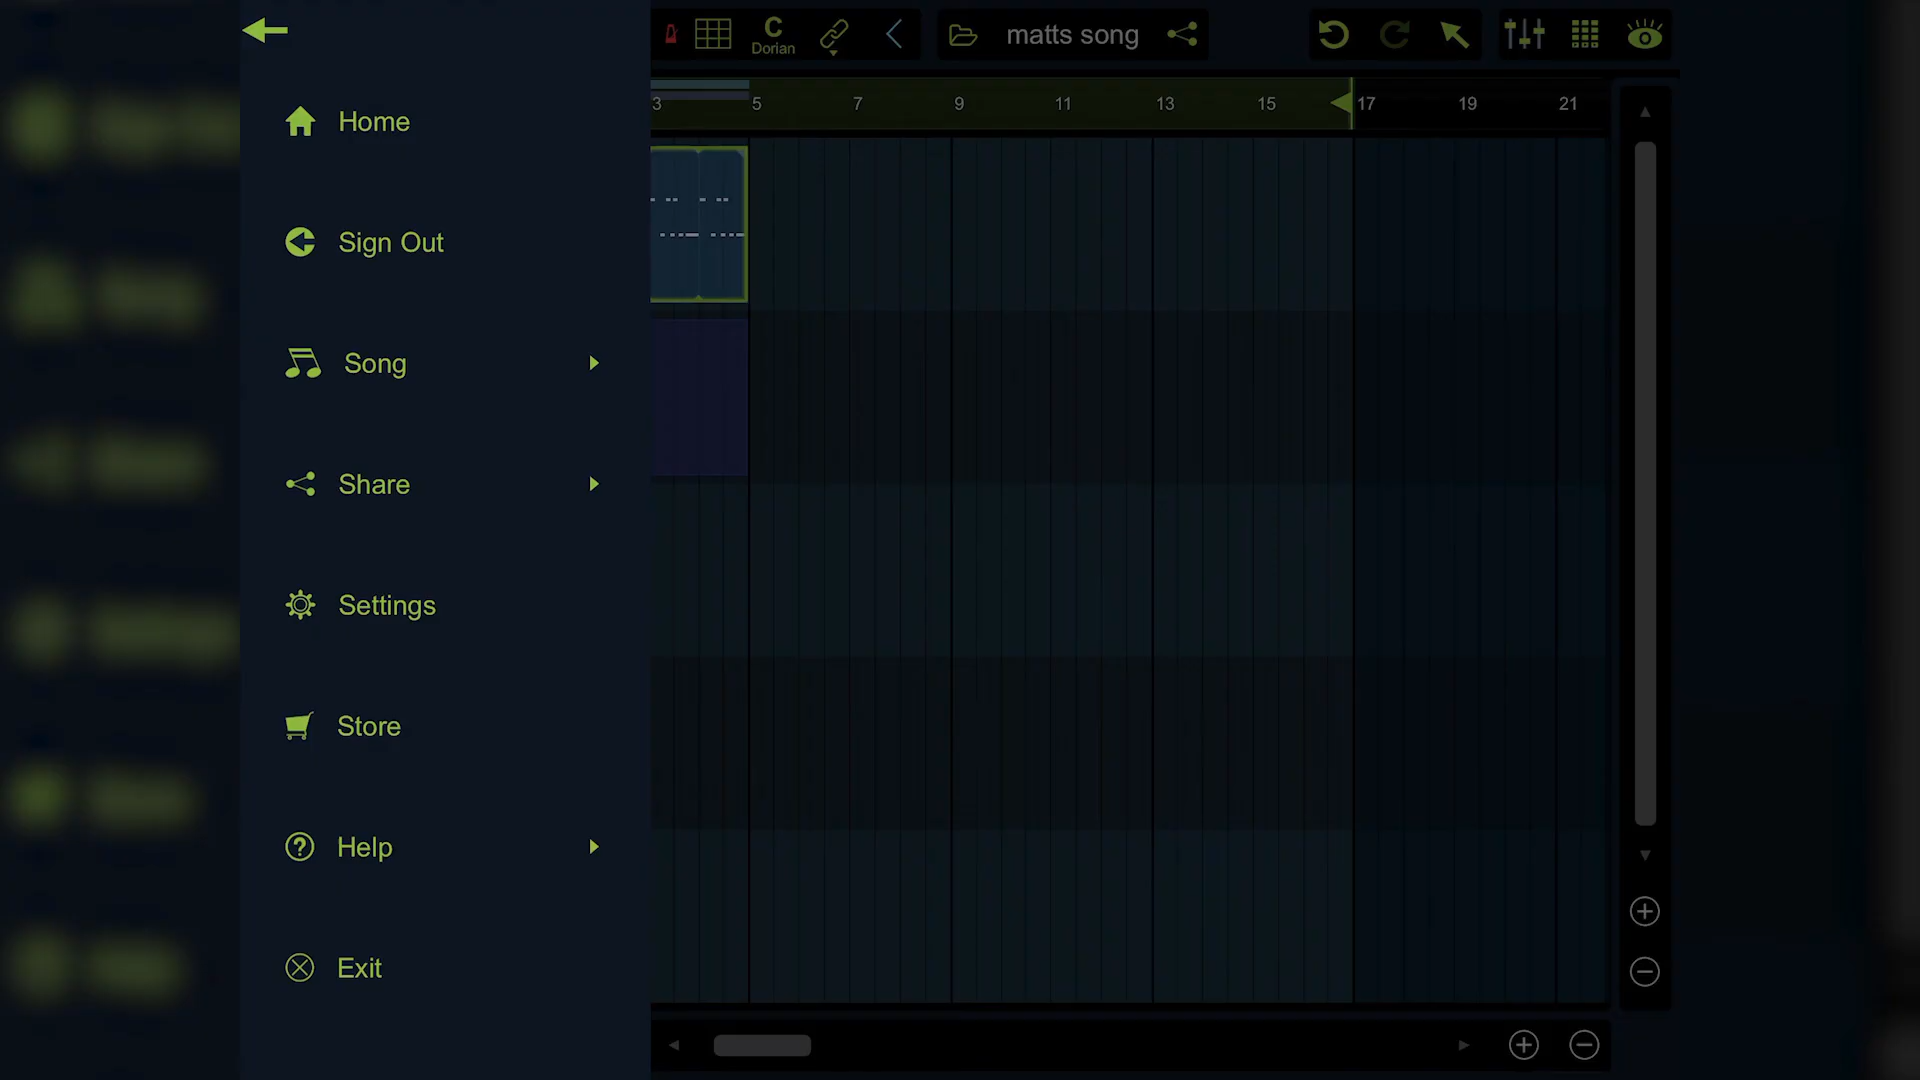 C
Dorian
matts song
3 5 7 9 11 13 15 17 19 21
Home
Sign Out
Song
Share
Settings
Store
Help
Exit